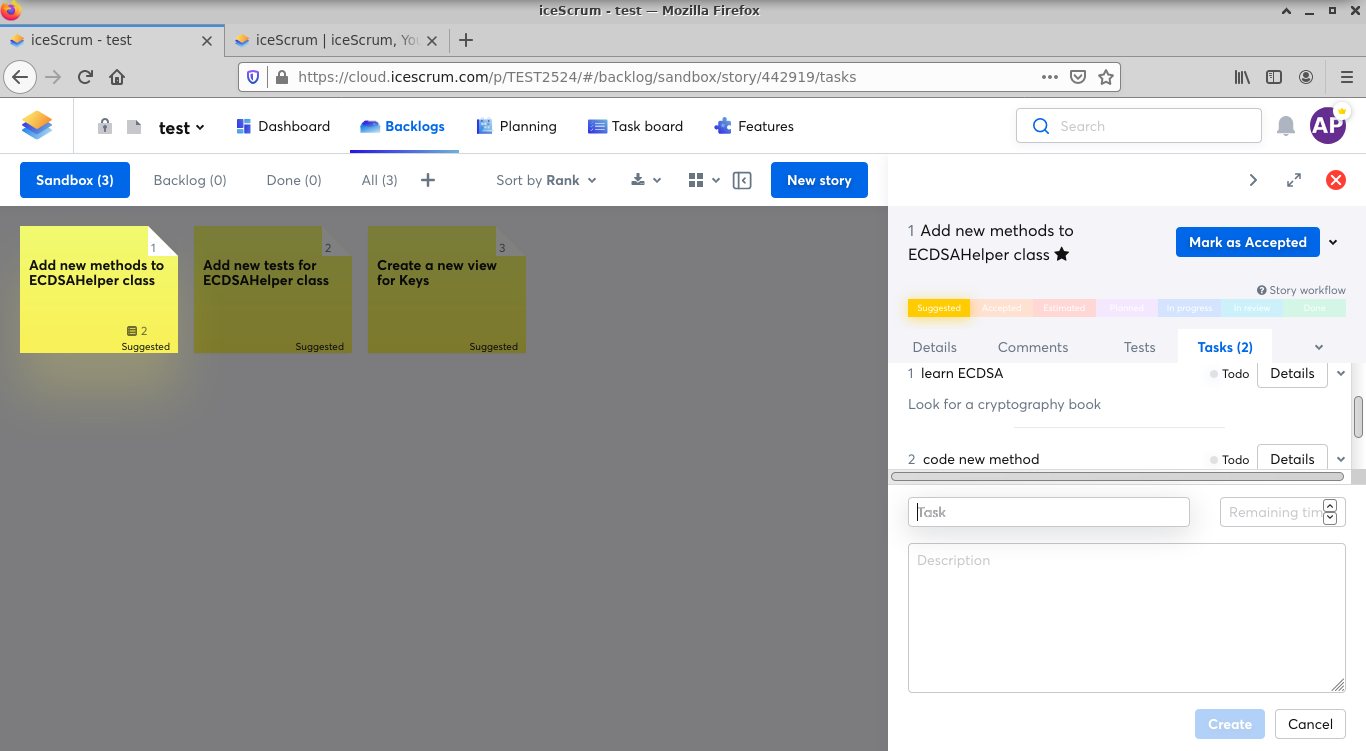 iceScrum - test — Mozilla Firefox
iceScrum - test
iceScrum | iceScrum, You
https://cloud.icescrum.com/p/TEST2524/#/backlog/sandbox/story/442919/tasks
test
Dashboard
Backlogs
Planning
Task board
Features
Search
AP
Sandbox (3)
Backlog (0)
Done (0)
All (3)
Sort by Rank
New story
1
Add new methods to
ECDSAHelper class
2
Suggested
2
Add new tests for
ECDSAHelper class
Suggested
3
Create a new view
for Keys
Suggested
1 Add new methods to
ECDSAHelper class
Mark as Accepted
Story workflow
Suggested
Accepted
Estimated
Planned
In progress
In review
Done
Details
Comments
Tests
Tasks (2)
1 learn ECDSA
Todo
Details
Look for a cryptography book
2 code new method
Todo
Details
Task
Remaining tim
Description
Create
Cancel